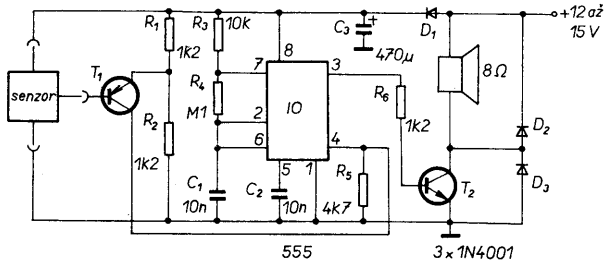 R₁
R₃
10k
C₃
+
D₁
+12 až
15 V
1k2
8
470µ
7
3
8Ω
senzor
T₁
R₄
M1
IO
R₆
2
1k2
R₂
6
4
D₂
1k2
5
1
R₅
T₂
D₃
C₁
C₂
10n
10n
4k7
555
3 x 1N4001